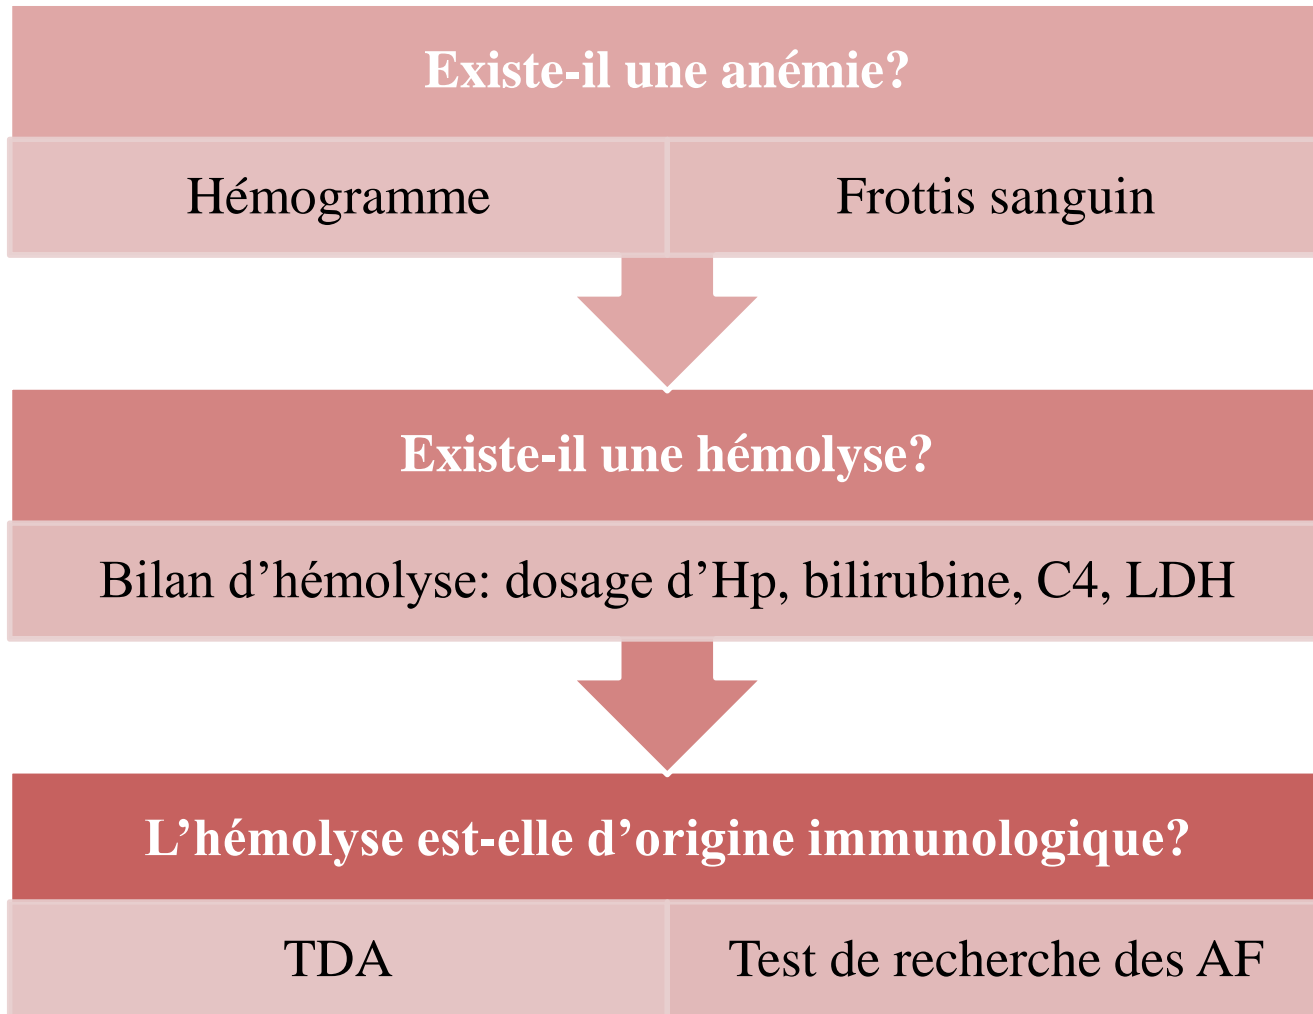 Existe-il une anémie?
Hémogramme
Frottis sanguin
Existe-il une hémolyse?
Bilan d’hémolyse: dosage d’Hp, bilirubine, C4, LDH
L’hémolyse est-elle d’origine immunologique?
TDA
Test de recherche des AF